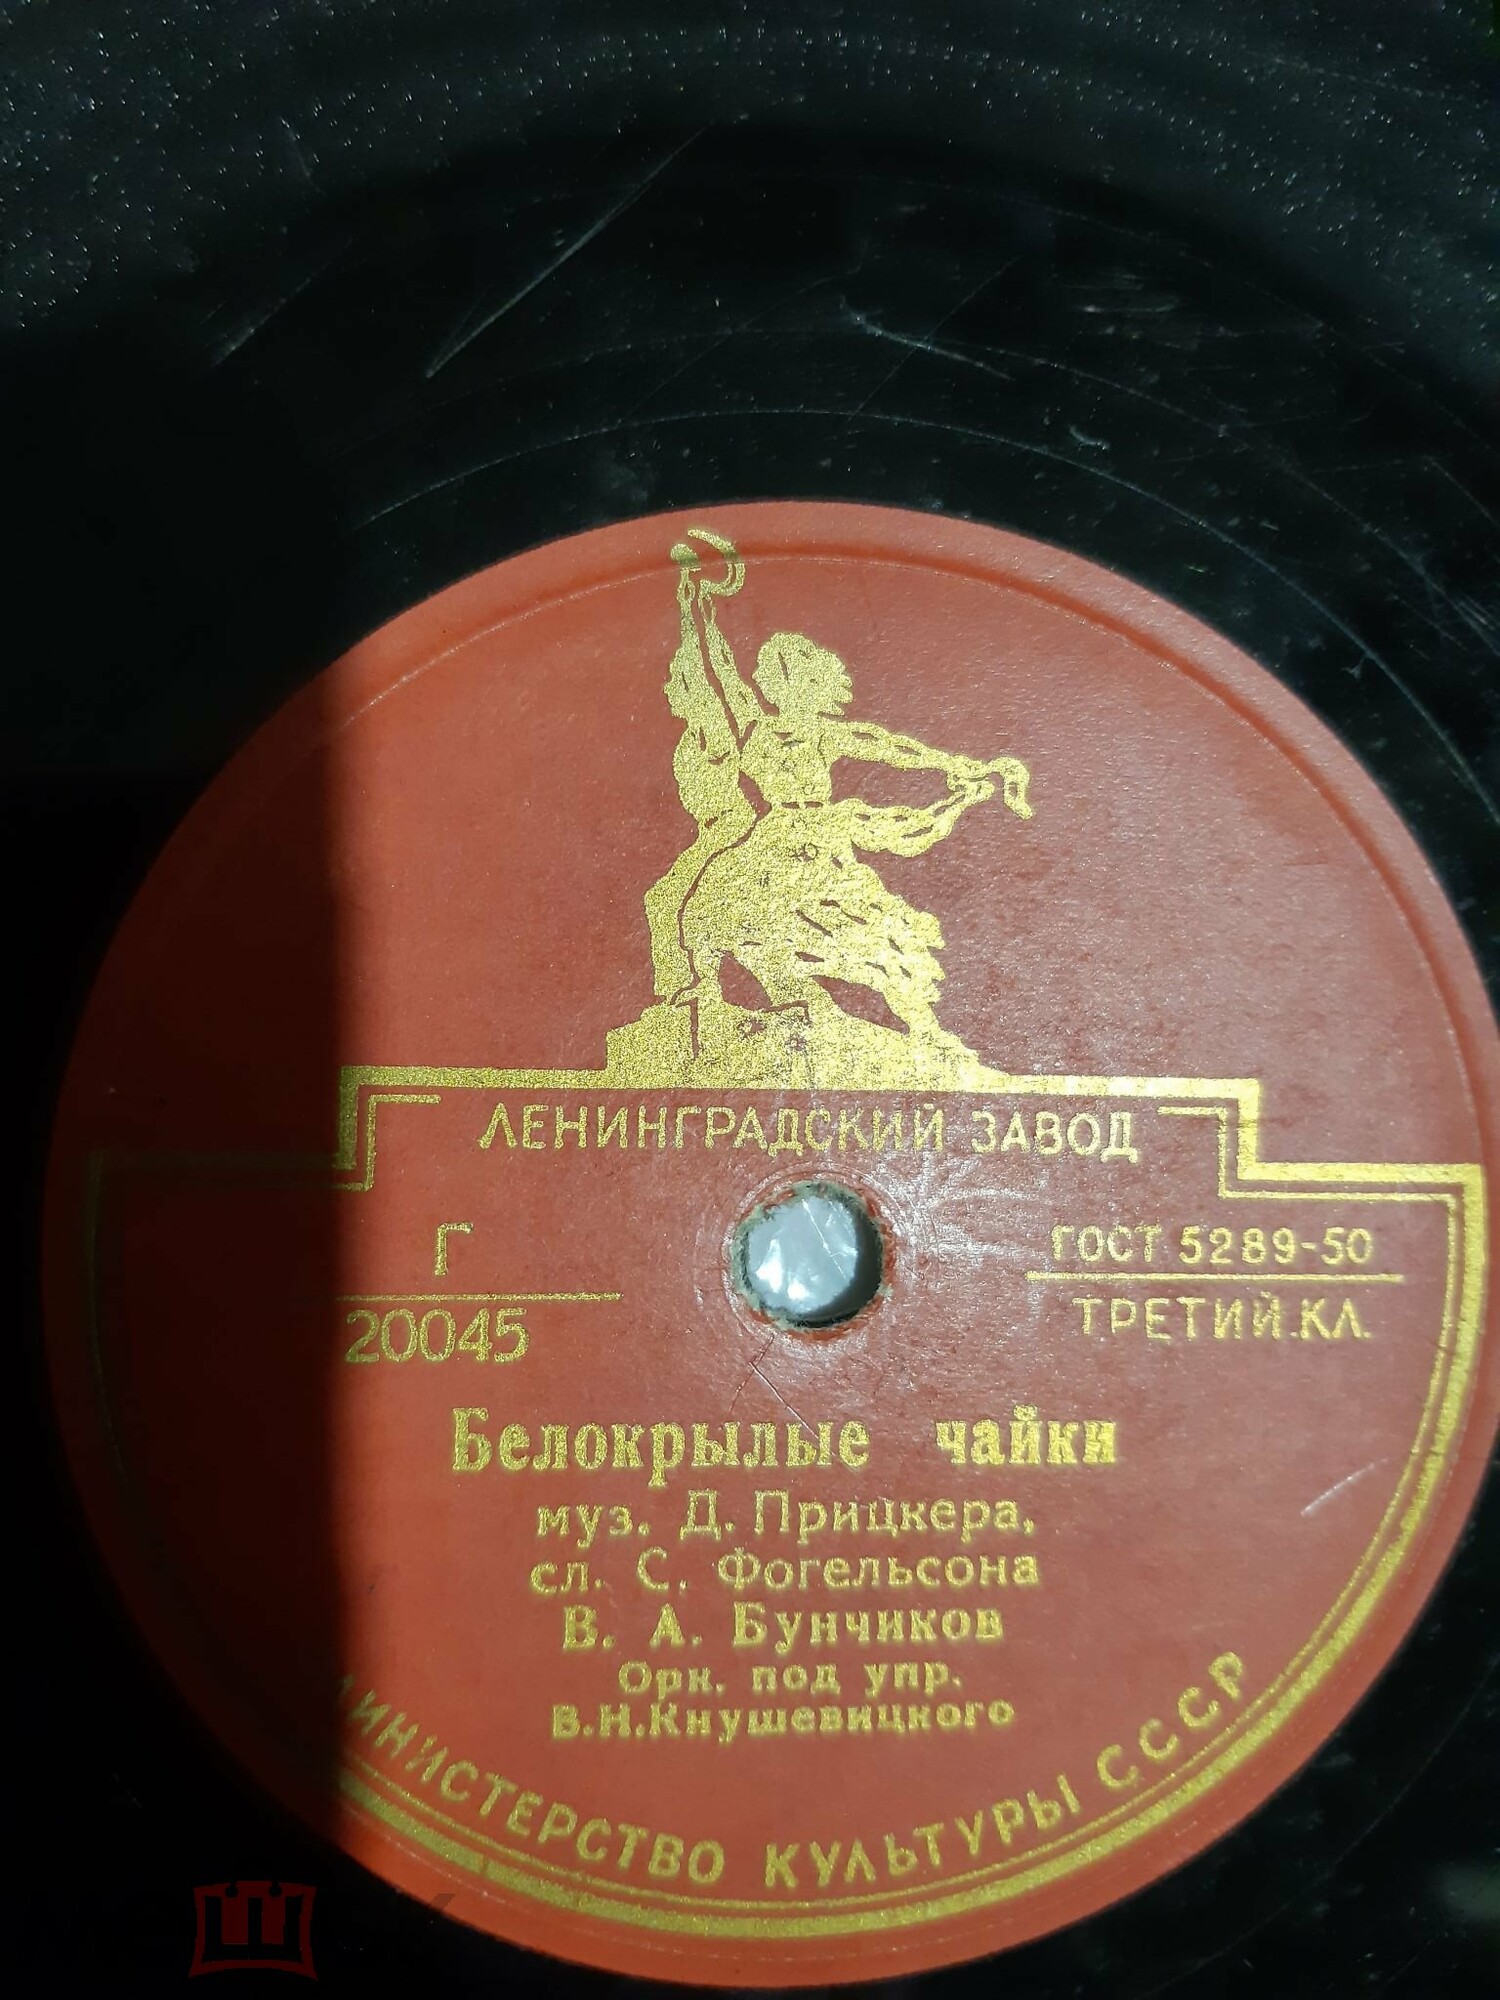 ЛЕНИНГРАДСКИЙ ЗАВОД
Г
20045
ГОСТ 5289-50
ТРЕТИЙ.КЛ.
Белокрылые чайки
муз. Д. Прицкера,
сл. С. Фогельсона
В. А. Бунчиков
Орк. под упр.
В.Н.Кнушевицкого
МИНИСТЕРСТВО КУЛЬТУРЫ СССР